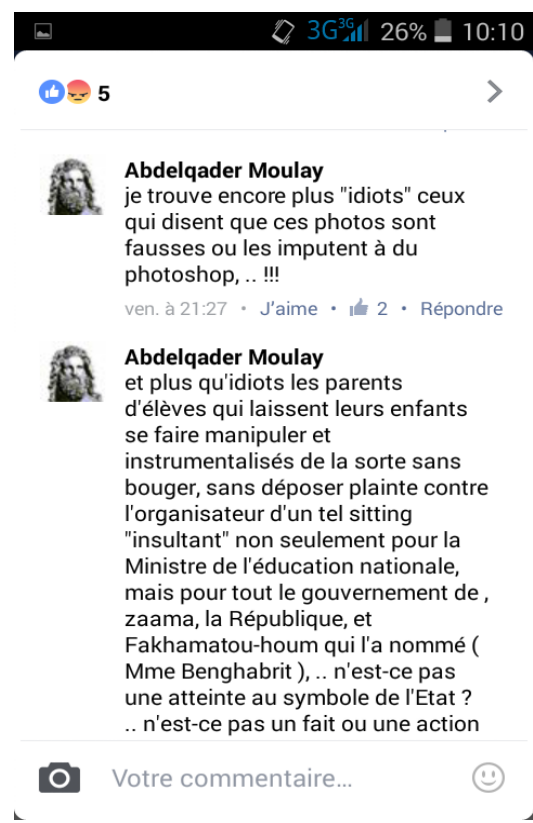 3G 3G 26% 10:10
5
Abdelqader Moulay
je trouve encore plus "idiots" ceux
qui disent que ces photos sont
fausses ou les imputent à du
photoshop, .. !!!
ven. à 21:27 • J'aime • 2 • Répondre
Abdelqader Moulay
et plus qu'idiots les parents
d'élèves qui laissent leurs enfants
se faire manipuler et
instrumentalisés de la sorte sans
bouger, sans déposer plainte contre
l'organisateur d'un tel sitting
"insultant" non seulement pour la
Ministre de l'éducation nationale,
mais pour tout le gouvernement de ,
zaama, la République, et
Fakhamatou-houm qui l'a nommé (
Mme Benghabrit ), .. n'est-ce pas
une atteinte au symbole de l'Etat ?
.. n'est-ce pas un fait ou une action
Votre commentaire...